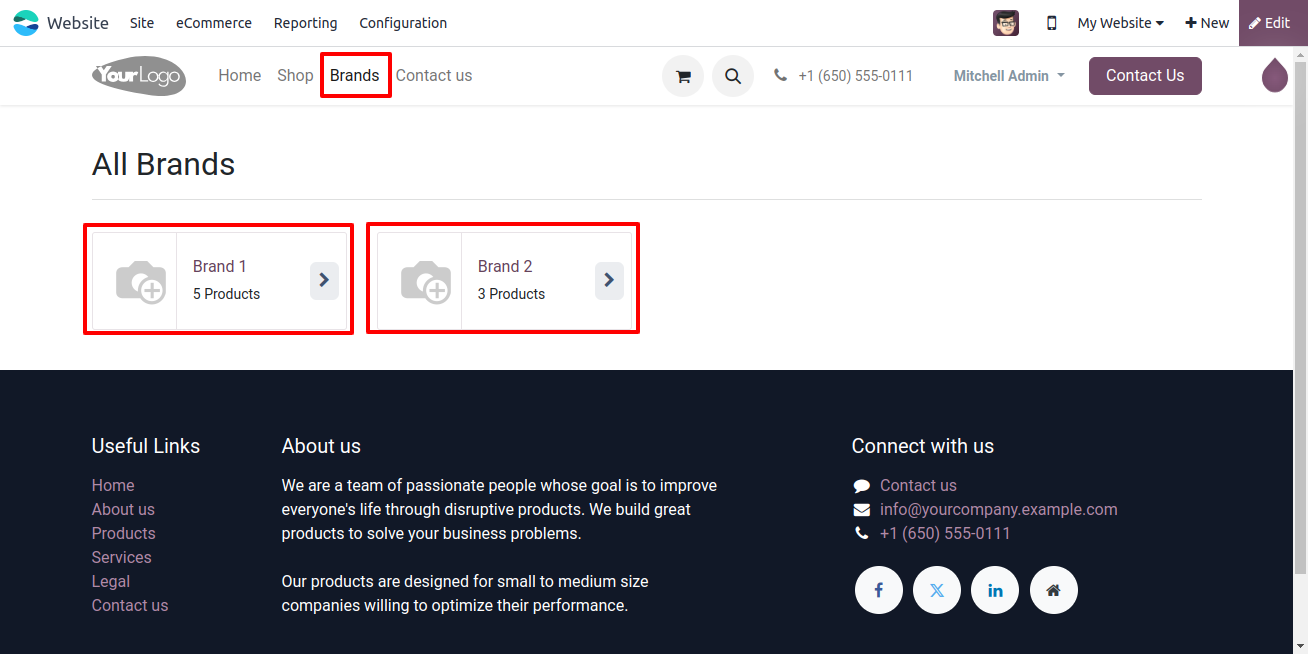 Website Site eCommerce Reporting Configuration My Website New Edit
YourLogo Home Shop Brands Contact us +1 (650) 555-0111 Mitchell Admin Contact Us
All Brands
Brand 1
5 Products
Brand 2
3 Products
Useful Links
Home
About us
Products
Services
Legal
Contact us
About us
We are a team of passionate people whose goal is to improve
everyone's life through disruptive products. We build great
products to solve your business problems.
Our products are designed for small to medium size
companies willing to optimize their performance.
Connect with us
Contact us
info@yourcompany.example.com
+1 (650) 555-0111